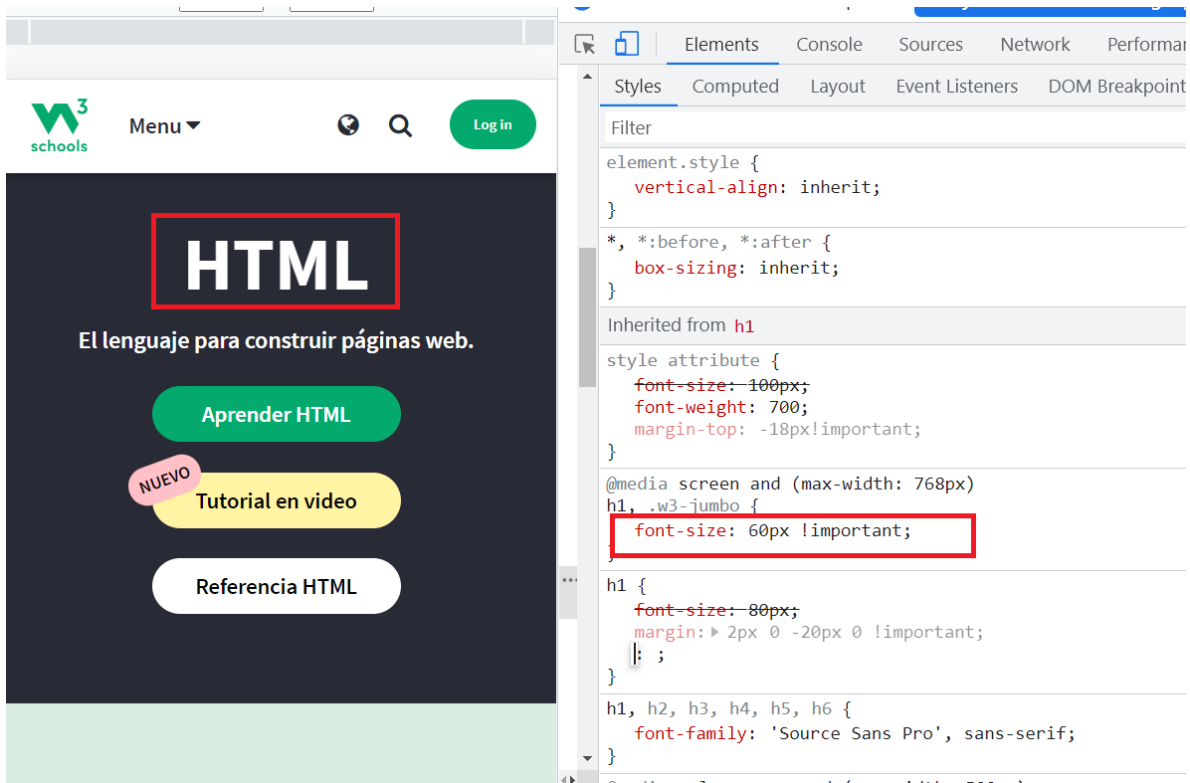 3
schools
Menu
Log in
HTML
El lenguaje para construir páginas web.
Aprender HTML
NUEVO
Tutorial en video
Referencia HTML
Elements Console Sources Network Performar
Styles Computed Layout Event Listeners DOM Breakpoint
Filter
element.style {
vertical-align: inherit;
}
*, *:before, *:after {
box-sizing: inherit;
}
Inherited from h1
style attribute {
font-size: 100px;
font-weight: 700;
margin-top: -18px!important;
}
@media screen and (max-width: 768px)
h1, .w3-jumbo {
font-size: 60px !important;
}
h1 {
font-size: 80px;
margin: 2px 0 -20px 0 !important;
: ;
}
h1, h2, h3, h4, h5, h6 {
font-family: 'Source Sans Pro', sans-serif;
}